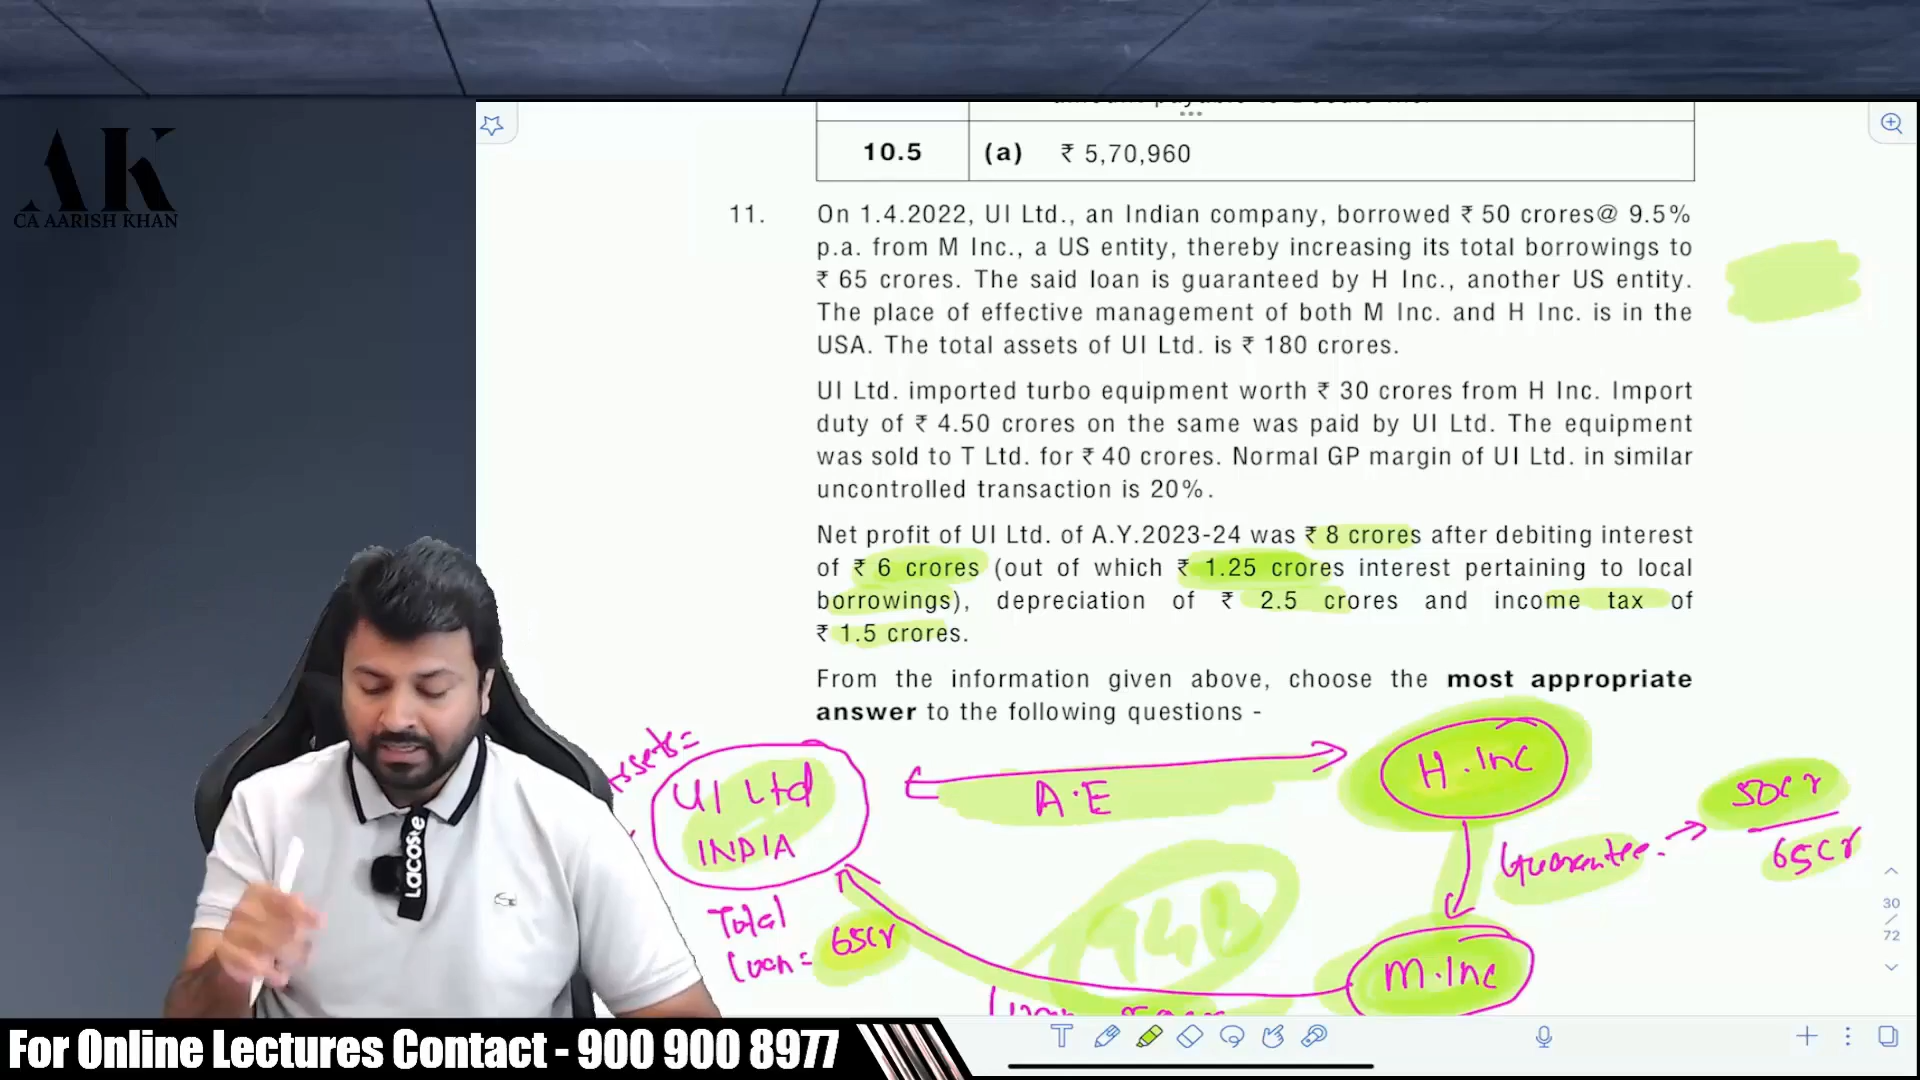 AK
CA AARISH KHAN
10.5 (a) ₹ 5,70,960
11. On 1.4.2022, UI Ltd., an Indian company, borrowed ₹ 50 crores@ 9.5%
p.a. from M Inc., a US entity, thereby increasing its total borrowings to
₹ 65 crores. The said loan is guaranteed by H Inc., another US entity.
The place of effective management of both M Inc. and H Inc. is in the
USA. The total assets of UI Ltd. is ₹ 180 crores.
UI Ltd. imported turbo equipment worth ₹ 30 crores from H Inc. Import
duty of ₹ 4.50 crores on the same was paid by UI Ltd. The equipment
was sold to T Ltd. for ₹ 40 crores. Normal GP margin of UI Ltd. in similar
uncontrolled transaction is 20%.
Net profit of UI Ltd. of A.Y.2023-24 was ₹ 8 crores after debiting interest
of ₹ 6 crores (out of which ₹ 1.25 crores interest pertaining to local
borrowings), depreciation of ₹ 2.5 crores and income tax of
₹ 1.5 crores.
From the information given above, choose the most appropriate
answer to the following questions -
Assets=
UI Ltd
INDIA
A.E
H.Inc
Guarantee.
50Cr
65Cr
94B
Total
Loan = 65Cr
M.Inc
30
/
72
Lacoste
For Online Lectures Contact - 900 900 8977